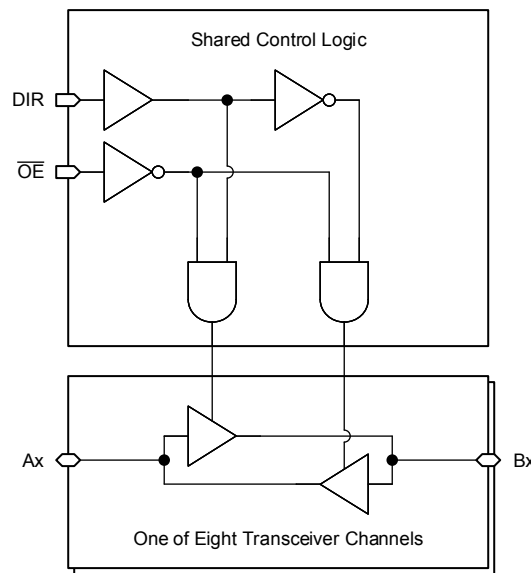 Shared Control Logic
DIR
OE
Ax
Bx
One of Eight Transceiver Channels